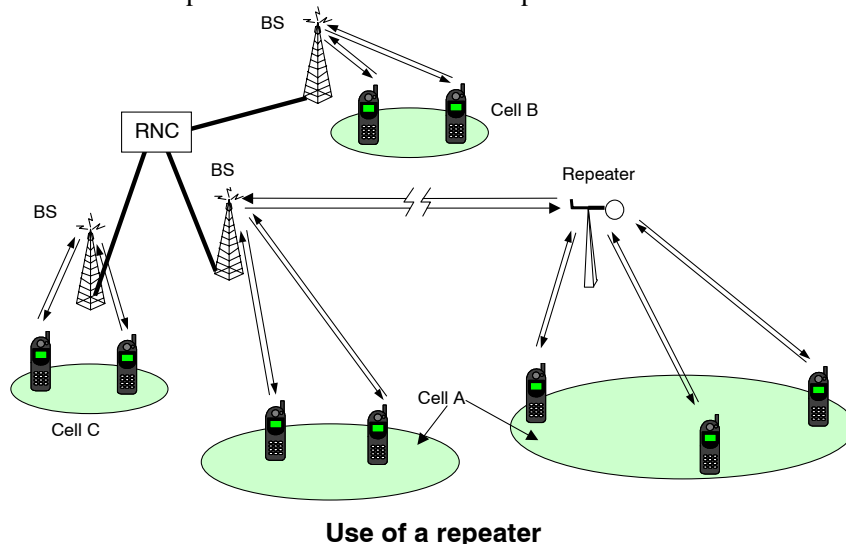 BS
Cell B
RNC
BS
Repeater
BS
Cell A
Cell C
Use of a repeater